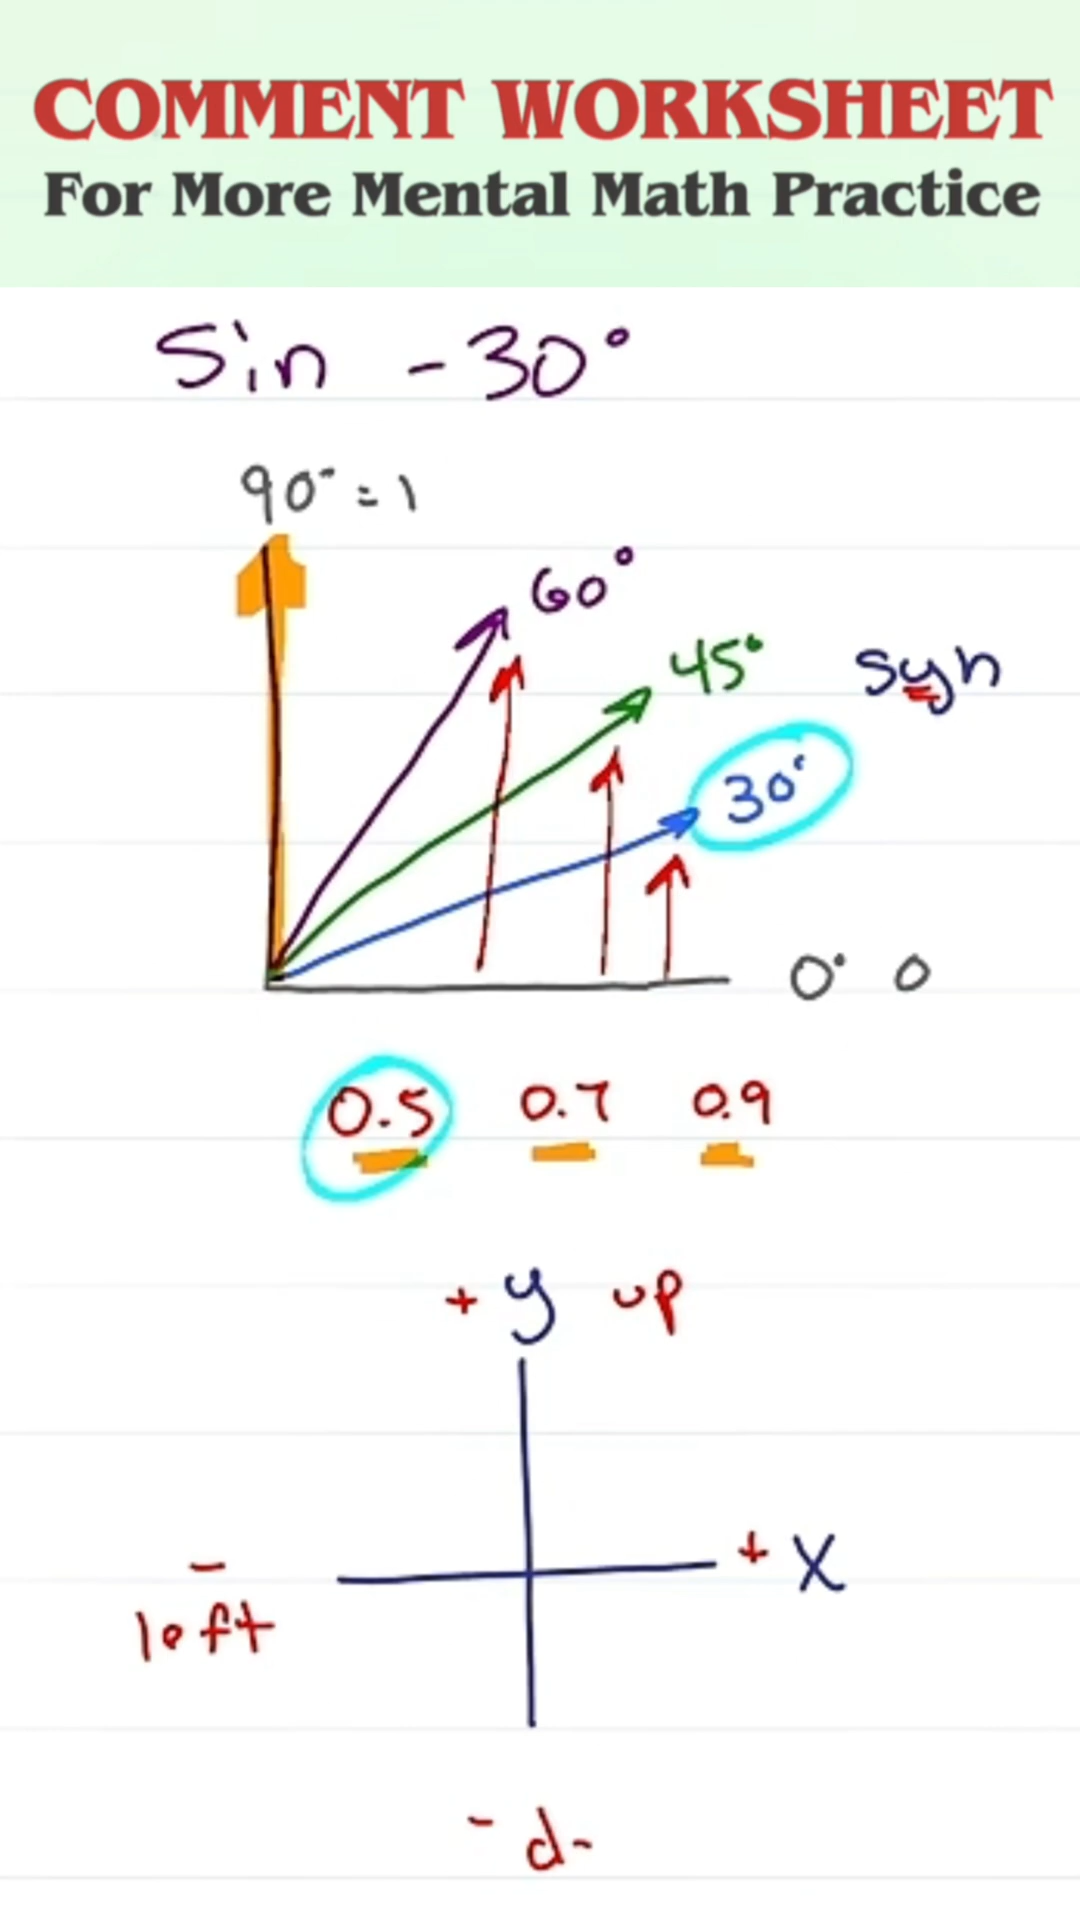 COMMENT WORKSHEET
For More Mental Math Practice
Sin -30°
90° = 1
60°
45°
syn
30°
0° 0
0.5 0.7 0.9
+ y up
- + x
left
- d-